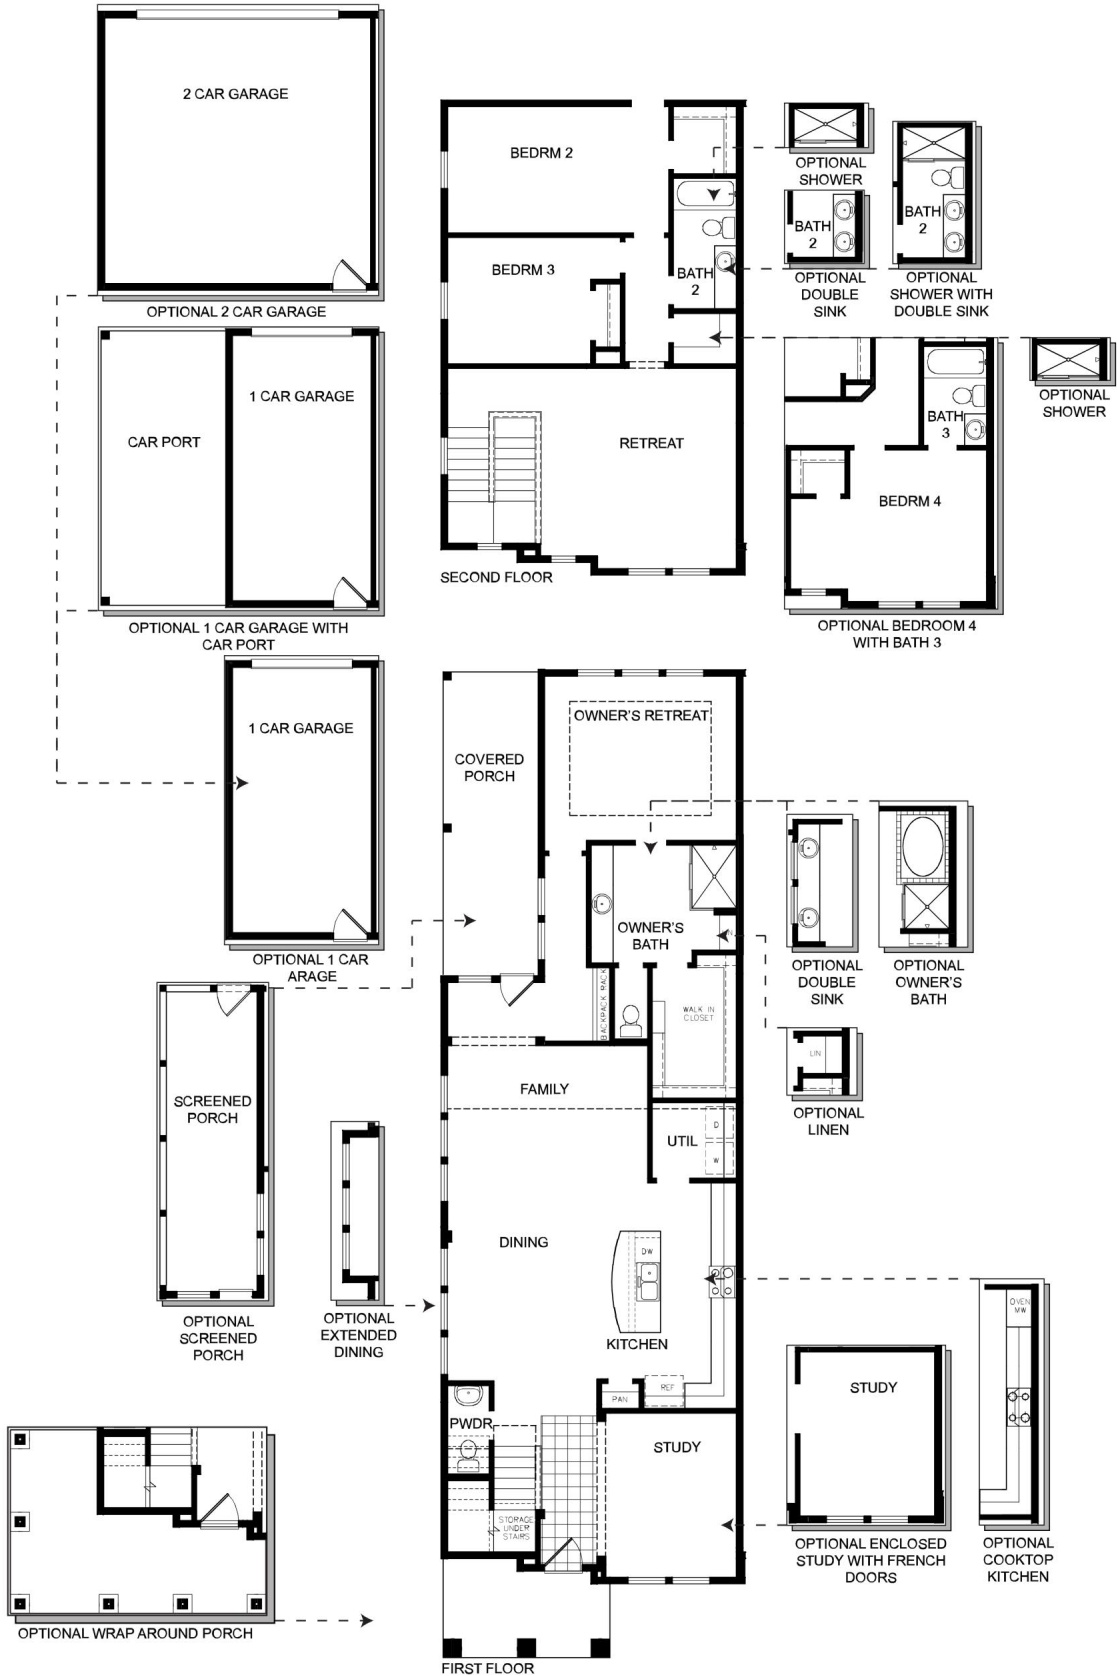 2 CAR GARAGE
OPTIONAL 2 CAR GARAGE
CAR PORT
1 CAR GARAGE
OPTIONAL 1 CAR GARAGE WITH
CAR PORT
1 CAR GARAGE
OPTIONAL 1 CAR
ARAGE
BEDRM 2
BEDRM 3
BATH
2
RETREAT
SECOND FLOOR
OPTIONAL
SHOWER
BATH
2
OPTIONAL
DOUBLE
SINK
BATH
2
OPTIONAL
SHOWER WITH
DOUBLE SINK
BATH
3
BEDRM 4
OPTIONAL BEDROOM 4
WITH BATH 3
OPTIONAL
SHOWER
COVERED
PORCH
OWNER'S RETREAT
OWNER'S
BATH
BACKPACK RACK
WALK IN
CLOSET
FAMILY
UTIL
D
W
DINING
DW
KITCHEN
PAN
REF
PWDR
STUDY
STORAGE
UNDER
STAIRS
FIRST FLOOR
OPTIONAL
DOUBLE
SINK
OPTIONAL
OWNER'S
BATH
LIN
OPTIONAL
LINEN
SCREENED
PORCH
OPTIONAL
SCREENED
PORCH
OPTIONAL
EXTENDED
DINING
STUDY
OPTIONAL ENCLOSED
STUDY WITH FRENCH
DOORS
OVEN
MW
OPTIONAL
COOKTOP
KITCHEN
OPTIONAL WRAP AROUND PORCH